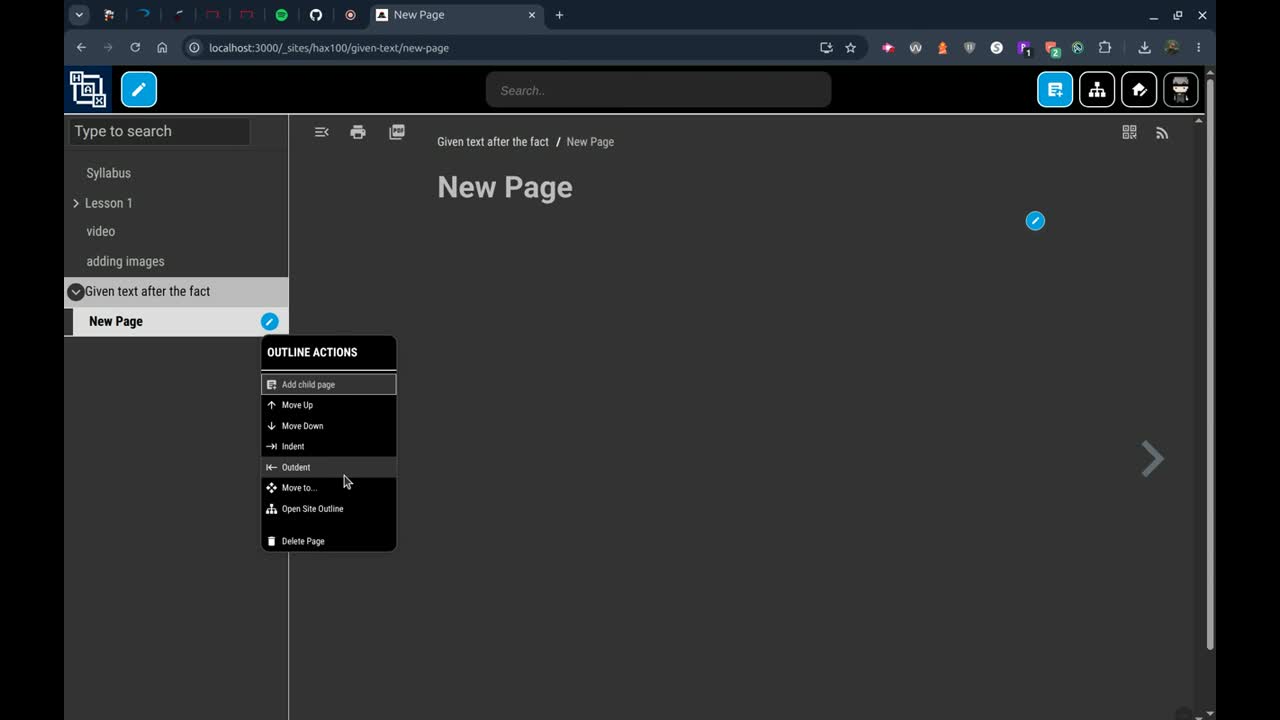 New Page
localhost:3000/_sites/hax100/given-text/new-page
1
2
H
A
X
Search..
Type to search
Given text after the fact / New Page
Syllabus
New Page
Lesson 1
video
adding images
Given text after the fact
New Page
OUTLINE ACTIONS
Add child page
Move Up
Move Down
Indent
Outdent
Move to...
Open Site Outline
Delete Page